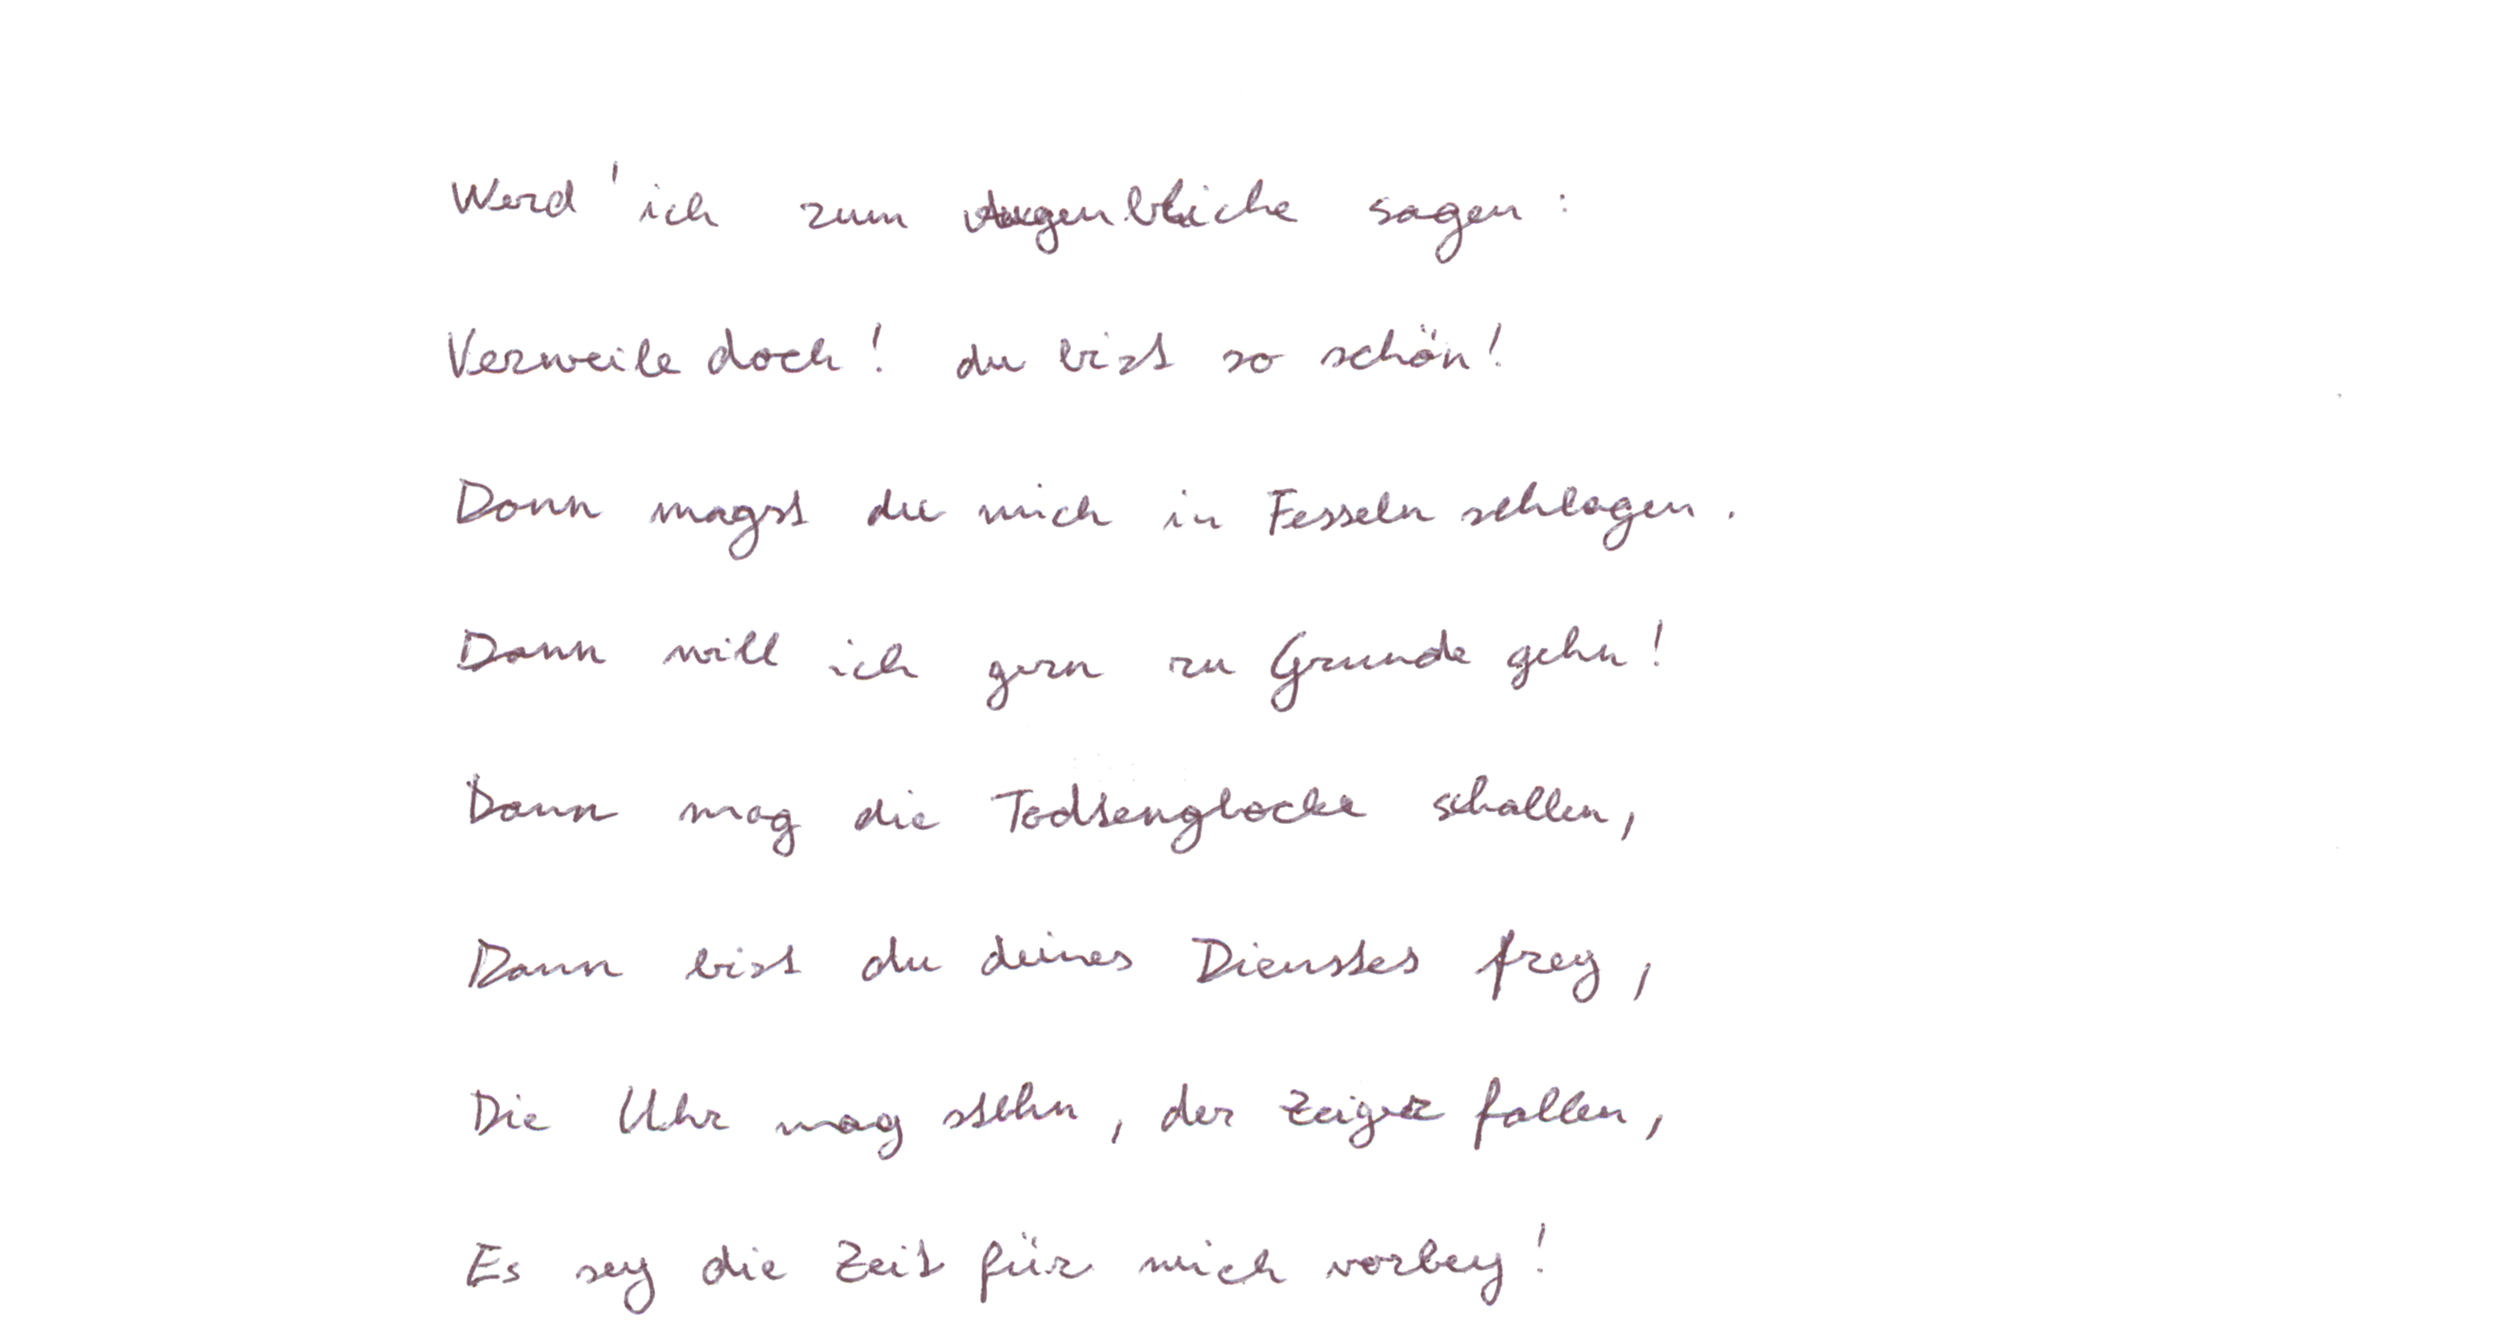 Werd' ich zum Augenblicke sagen:
Verweile doch! du bist so schön!
Dann magst du mich in Fesseln schlagen.
Dann will ich gern zu Grunde gehn!
Dann mag die Todtenglocke schallen,
Dann bist du deines Dienstes frey,
Die Uhr mag stehn, der Zeiger fallen,
Es sey die Zeit für mich vorbey!